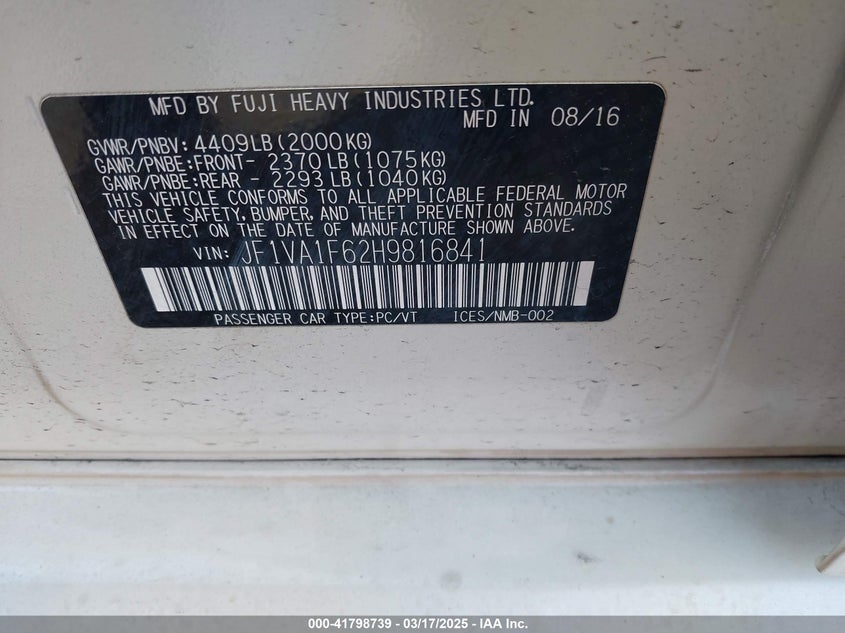 MFD BY FUJI HEAVY INDUSTRIES LTD.
MFD IN 08/16
GVWR/PNBV: 4409LB(2000KG)
GAWR/PNBE:FRONT- 2370LB(1075KG)
GAWR/PNBE:REAR - 2293LB(1040KG)
THIS VEHICLE CONFORMS TO ALL APPLICABLE FEDERAL MOTOR
VEHICLE SAFETY, BUMPER, AND THEFT PREVENTION STANDARDS
IN EFFECT ON THE DATE OF MANUFACTURE SHOWN ABOVE.
VIN: JF1VA1F62H9816841
PASSENGER CAR TYPE:PC/VT ICES/NMB-002
000-41798739 - 03/17/2025 - IAA Inc.